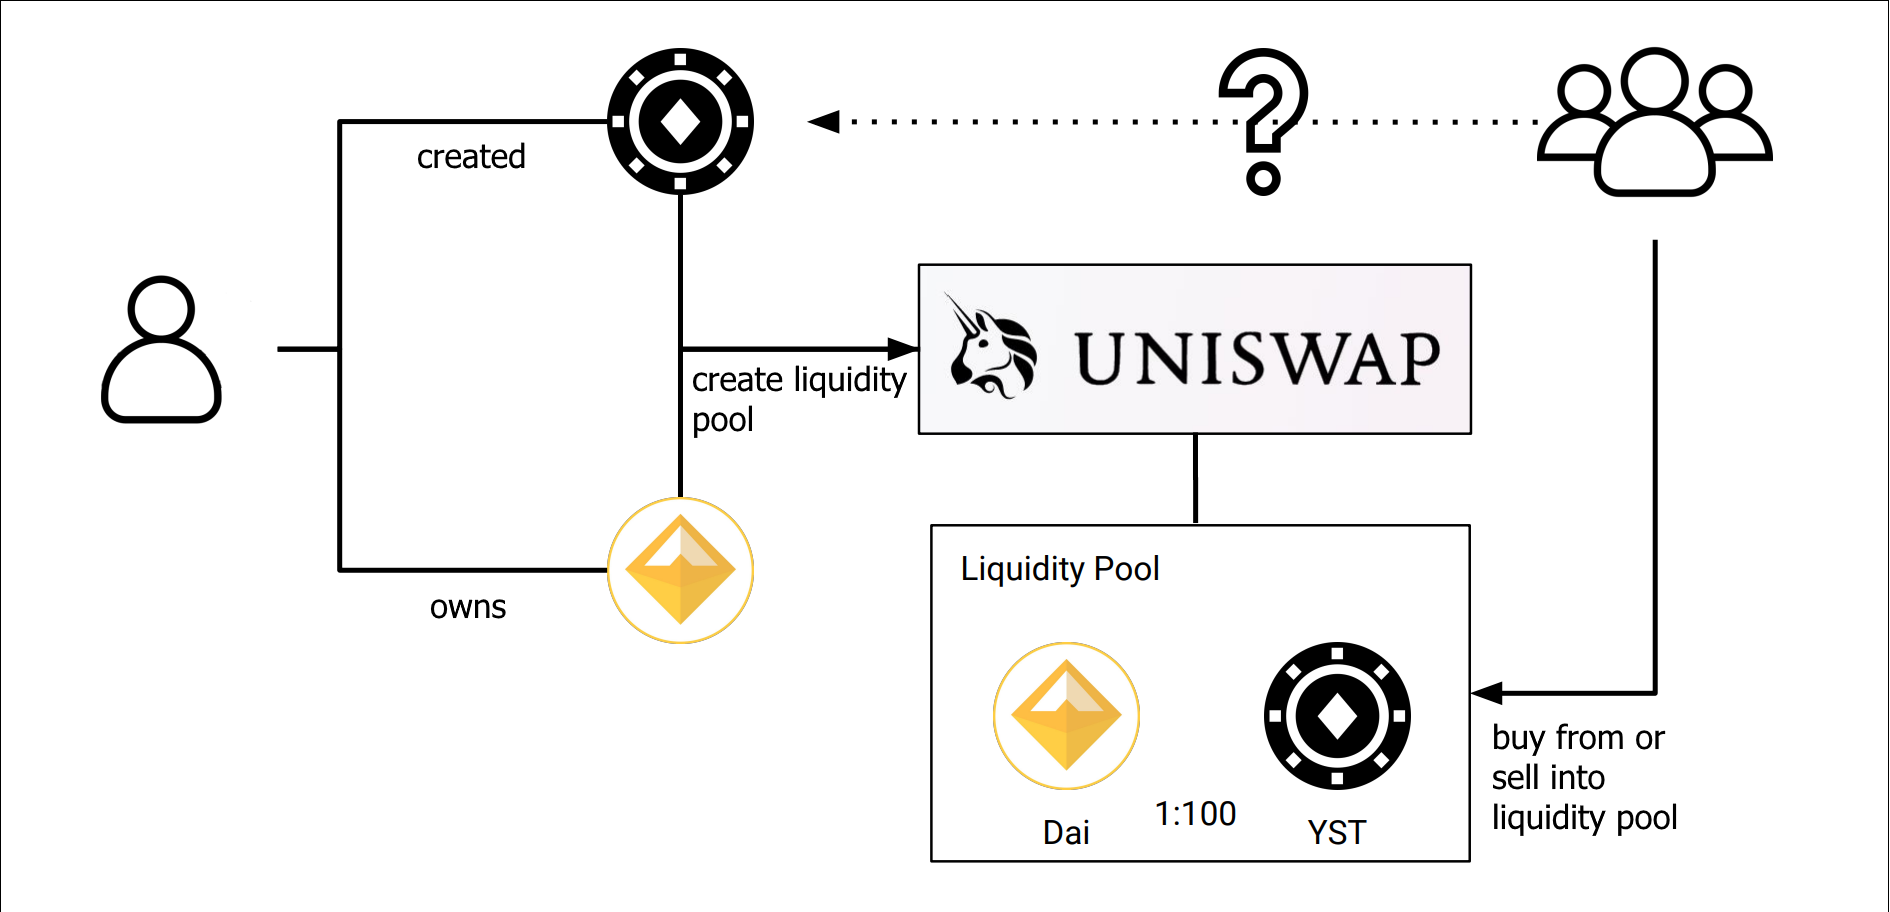 created
?
UNISWAP
create liquidity
pool
owns
Liquidity Pool
1:100
Dai
YST
buy from or
sell into
liquidity pool